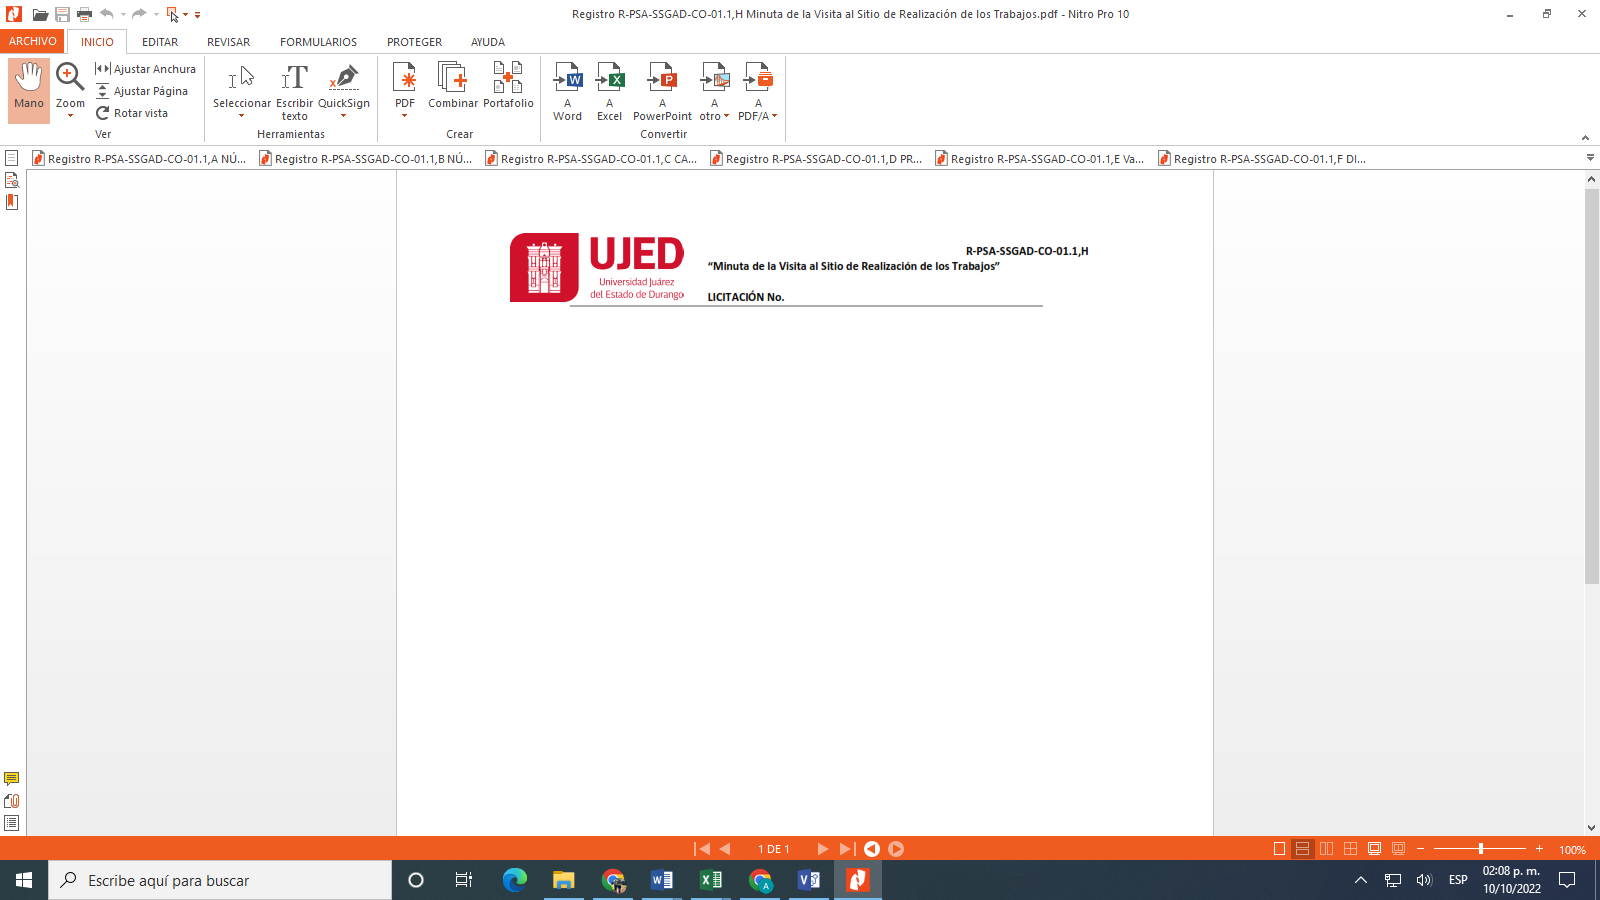 Registro R-PSA-SSGAD-CO-01.1,H Minuta de la Visita al Sitio de Realización de los Trabajos.pdf - Nitro Pro 10
ARCHIVO INICIO EDITAR REVISAR FORMULARIOS PROTEGER AYUDA
Mano
Zoom
Ajustar Anchura
Ajustar Página
Rotar vista
Ver
Seleccionar
Escribir
texto
QuickSign
Herramientas
PDF
Combinar
Portafolio
Crear
A
Word
A
Excel
A
PowerPoint
A
otro
A
PDF/A
Convertir
Registro R-PSA-SSGAD-CO-01.1,A NÚ...
Registro R-PSA-SSGAD-CO-01.1,B NÚ...
Registro R-PSA-SSGAD-CO-01.1,C CA...
Registro R-PSA-SSGAD-CO-01.1,D PR...
Registro R-PSA-SSGAD-CO-01.1,E Va...
Registro R-PSA-SSGAD-CO-01.1,F DI...
UJED
Universidad Juárez
del Estado de Durango
R-PSA-SSGAD-CO-01.1,H
“Minuta de la Visita al Sitio de Realización de los Trabajos”
LICITACIÓN No.
1 DE 1
100%
Escribe aquí para buscar
ESP
02:08 p. m.
10/10/2022